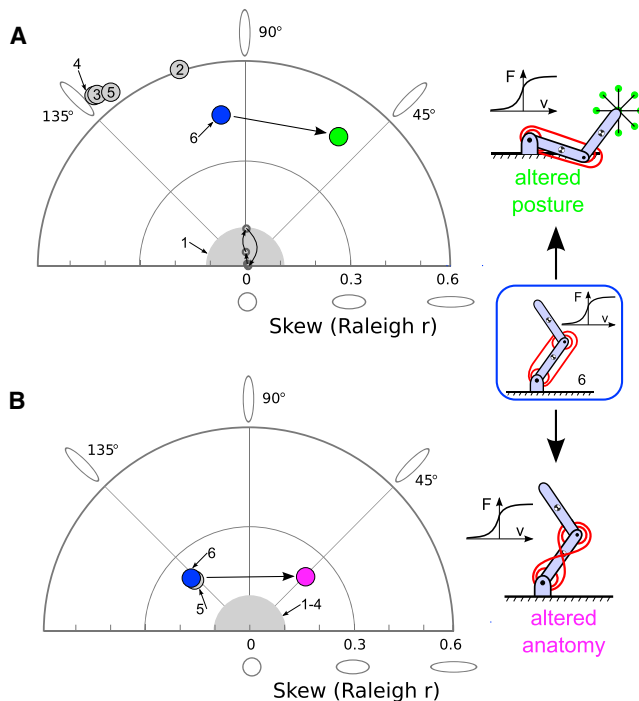 A
90°
4
3
5
2
135°
45°
6
1
0
0.3
0.6
Skew (Raleigh r)
F
v
altered
posture
F
v
6
B
90°
135°
45°
6
5
1-4
0
0.3
0.6
Skew (Raleigh r)
F
v
altered
anatomy